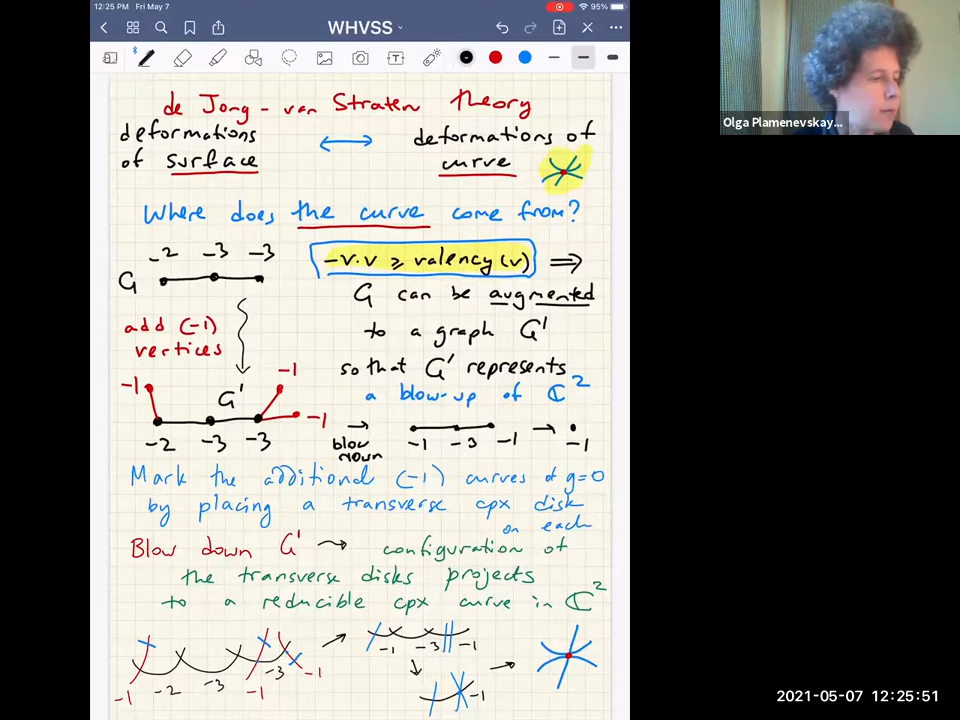 12:25 PM Fri May 7
95%
WHVSS
Olga Plamenevskay...
de Jong - van Straten theory
deformations of surface
deformations of curve
Where does the curve come from?
-2 -3 -3
G
-v.v ⩾ valency (v) ⟹
G can be augmented
to a graph G'
so that G' represents
a blow-up of ℂ²
add (-1)
vertices
-1 G' -1
-1
-2 -3 -3
→ blow down
-1 -3 -1 → -1
Mark the additional (-1) curves of g=0
by placing a transverse cpx disk
on each
Blow down G' ⇝ configuration of
the transverse disks projects
to a reducible cpx curve in ℂ²
-1 -2 -3 -1 -3 -1
-1 -3 -1
-1
2021-05-07 12:25:51